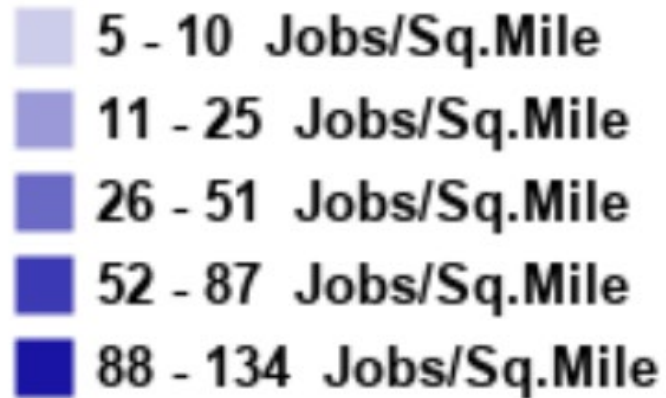 5 - 10 Jobs/Sq.Mile
11 - 25 Jobs/Sq.Mile
26 - 51 Jobs/Sq.Mile
52 - 87 Jobs/Sq.Mile
88 - 134 Jobs/Sq.Mile